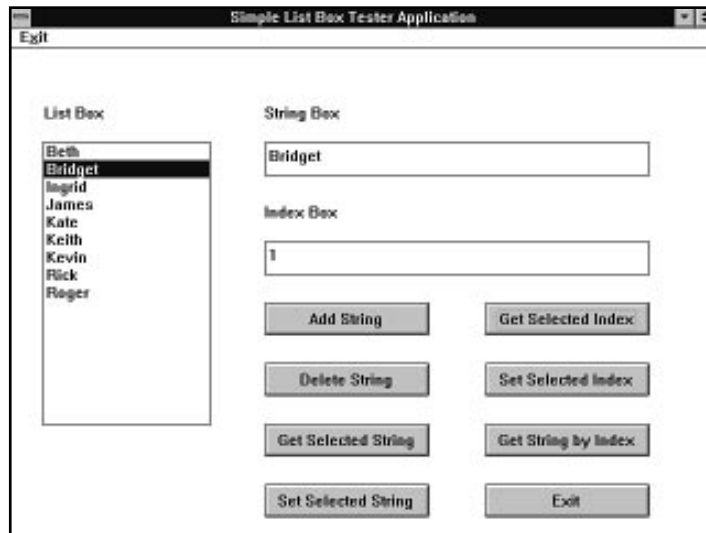 Simple List Box Tester Application
Exit
List Box
String Box
Beth
Bridget
Ingrid
James
Kate
Keith
Kevin
Rick
Roger
Bridget
Index Box
1
Add String
Get Selected Index
Delete String
Set Selected Index
Get Selected String
Get String by Index
Set Selected String
Exit